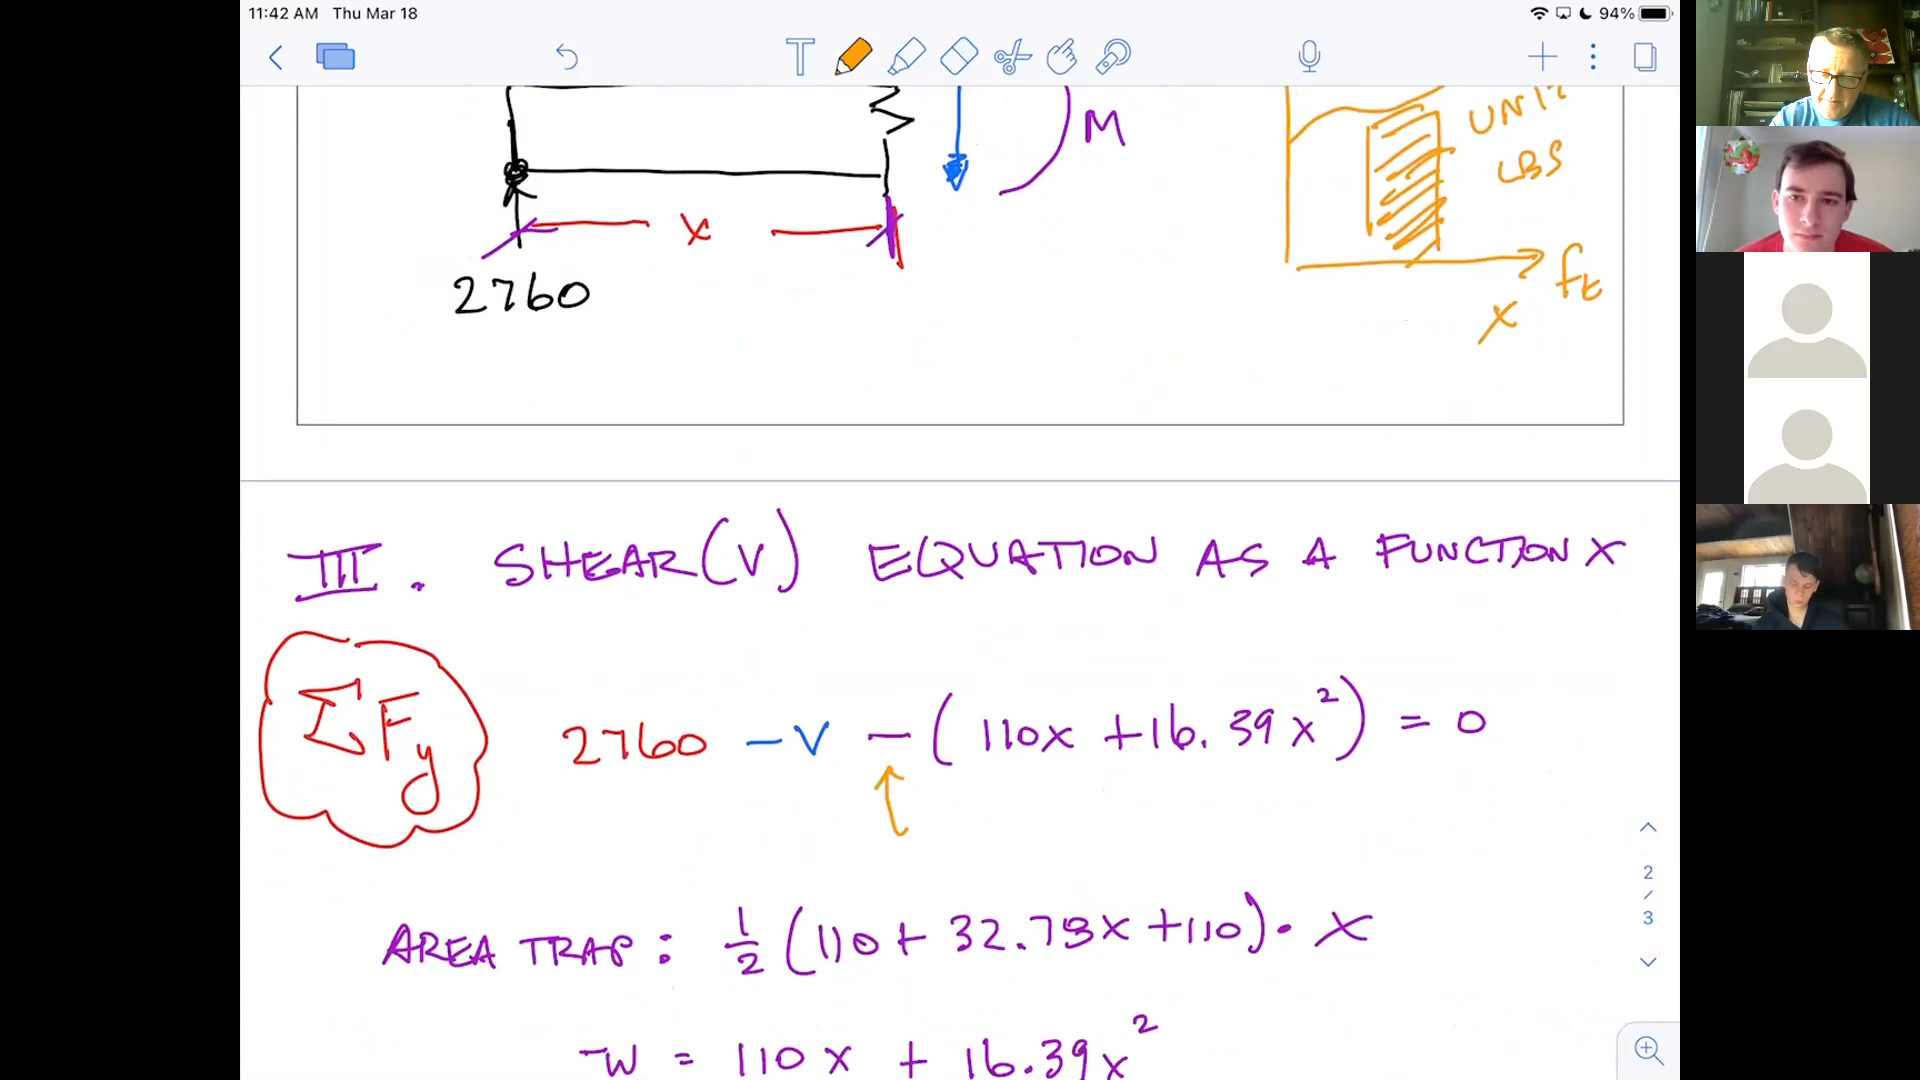 11:42 AM Thu Mar 18
94%
T
M
UNIT
LBS
x
ft
x
2760
III. SHEAR(V) EQUATION AS A FUNCTION X
ΣFy 2760 - V - (110x + 16.39x²) = 0
2
/
3
AREA TRAP: 1/2 (110 + 32.78x + 110) · x
W = 110x + 16.39x²